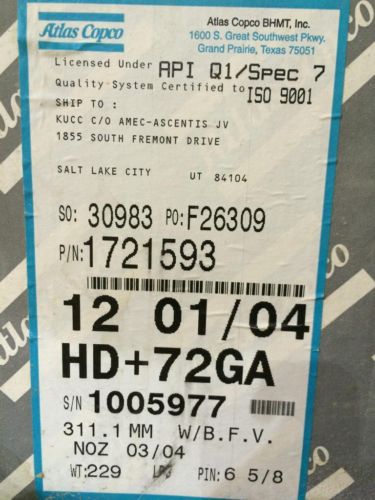 Atlas Copco
Atlas Copco BHMT, Inc.
1600 S. Great Southwest Pkwy.
Grand Prairie, Texas 75051
Licensed Under API Q1/Spec 7
Quality System Certified to ISO 9001
SHIP TO :
KUCC C/O AMEC-ASCENTIS JV
1855 SOUTH FREMONT DRIVE
SALT LAKE CITY UT 84104
SO: 30983 PO: F26309
P/N: 1721593
12 01/04
HD+72GA
S/N 1005977
311.1 MM W/B.F.V.
NOZ 03/04
WT: 229 PIN: 6 5/8